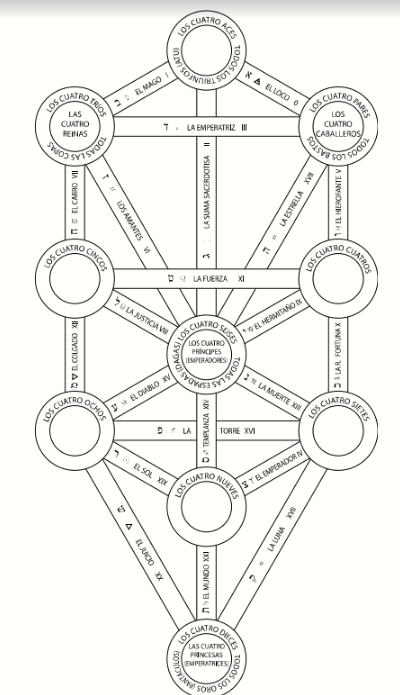 LOS CUATRO ACES
TODOS LOS TRIUNFOS (ATU)
ב ☿ EL MAGO I
א 🜁 EL LOCO 0
LOS CUATRO TRÍOS
LAS
CUATRO
REINAS
TODAS LAS COPAS
LOS CUATRO PARES
LOS
CUATRO
CABALLEROS
TODOS LOS BASTOS
ד ♀ LA EMPERATRIZ III
EL CARRO VII
ח ♋
ז ♊ LOS AMANTES VI
ג LA SUMA SACERDOTISA II
LA ESTRELLA XVII
ה ♒
EL HIEROFANTE V
ו ♉
LOS CUATRO CINCOS
LOS CUATRO CUATROS
ט ♌ LA FUERZA XI
ל ♎ LA JUSTICIA VIII
י ♍ EL HERMITAÑO IX
LOS CUATRO SEISES
LOS CUATRO
PRÍNCIPES
(EMPERADORES)
TODAS LAS ESPADAS (DAGAS)
מ 🜄 EL COLGADO XII
כ ♃ LA R. FORTUNA X
ע ♑ EL DIABLO XV
נ ♏ LA MUERTE XIII
LOS CUATRO OCHOS
LOS CUATRO SIETES
פ ♂ LA TORRE XVI
ס ♐ TEMPLANZA XIV
ר ☉ EL SOL XIX
צ ♈ EL EMPERADOR IV
LOS CUATRO NUEVES
ש 🜂 EL JUICIO XX
ק ♓ LA LUNA XVII
ת ♄ EL MUNDO XXI
LOS CUATRO DIECES
LAS CUATRO
PRINCESAS
(EMPERATRICES)
TODOS LOS OROS (PANTACLOS)